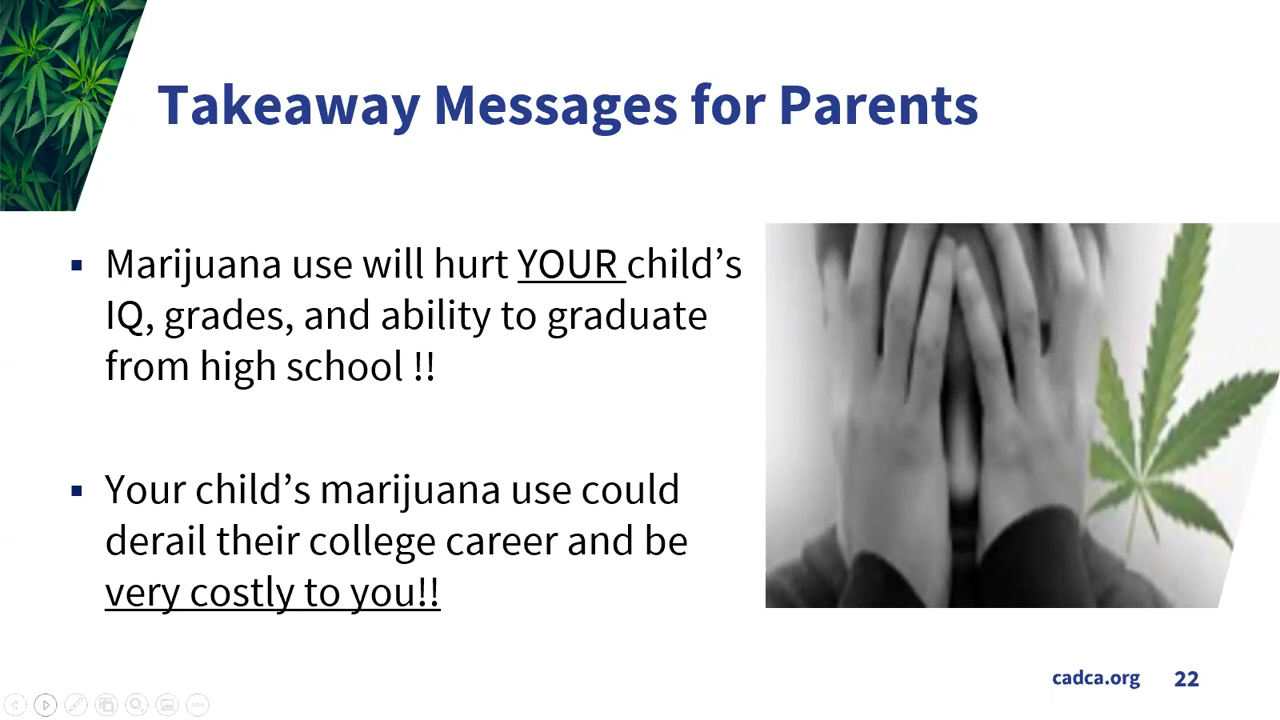 Takeaway Messages for Parents
▪ Marijuana use will hurt YOUR child’s
IQ, grades, and ability to graduate
from high school !!
▪ Your child’s marijuana use could
derail their college career and be
very costly to you!!
cadca.org 22